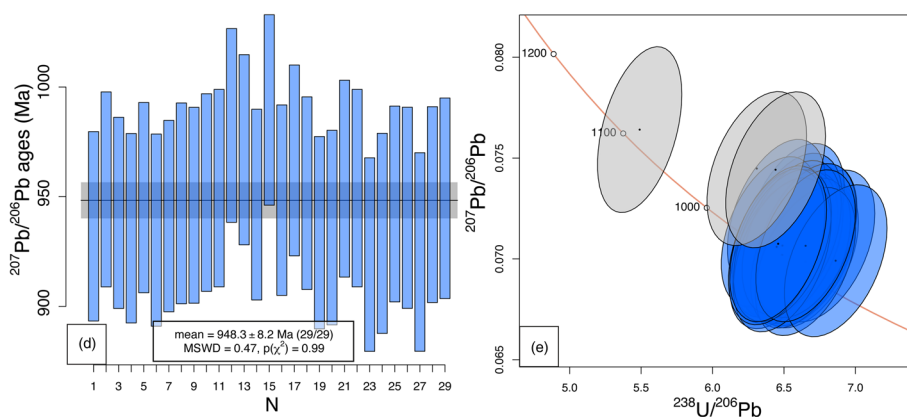 207Pb/206Pb ages (Ma)
1000
950
900
(d)
mean = 948.3 ± 8.2 Ma (29/29)
MSWD = 0.47, p(χ²) = 0.99
1 3 5 7 9 11 13 15 17 19 21 23 25 27 29
N
207Pb/206Pb
0.080
0.075
0.070
0.065
1200
1100
1000
(e)
5.0 5.5 6.0 6.5 7.0
238U/206Pb